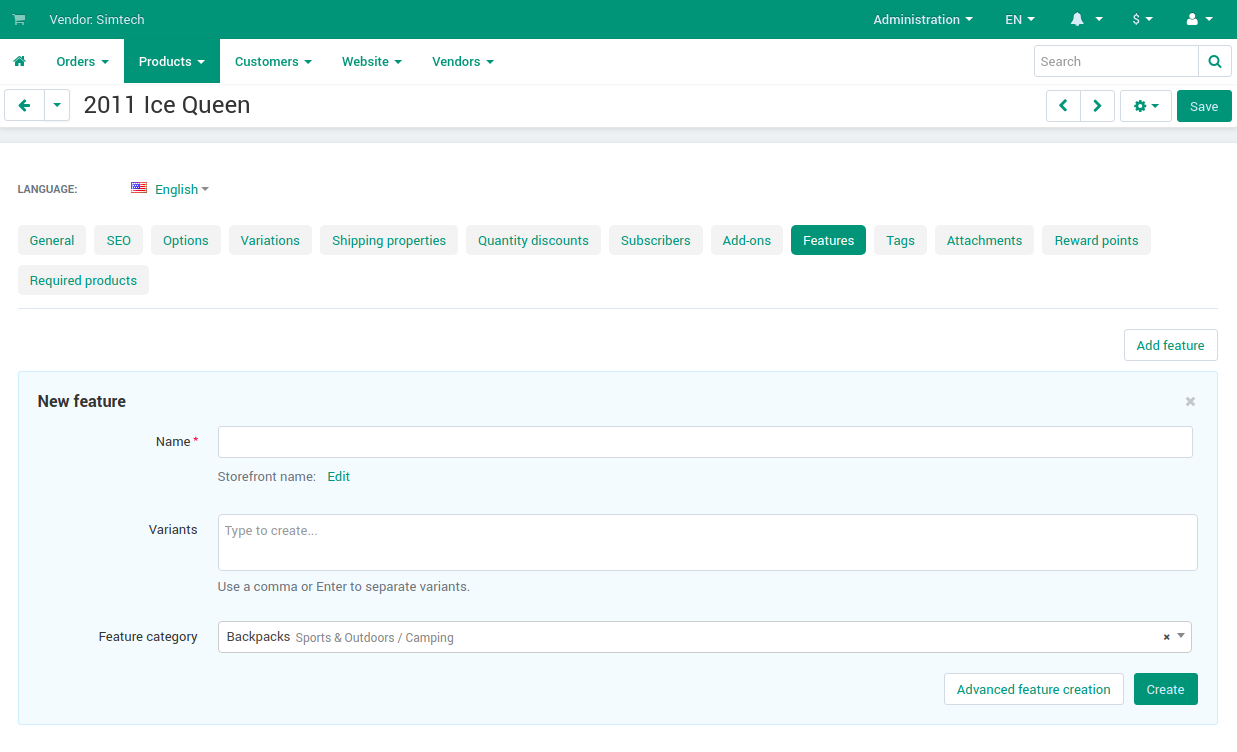 Vendor: Simtech Administration EN $
Orders Products Customers Website Vendors Search
2011 Ice Queen Save
LANGUAGE: English
General SEO Options Variations Shipping properties Quantity discounts Subscribers Add-ons Features Tags Attachments Reward points
Required products
Add feature
New feature
Name *
Storefront name: Edit
Variants Type to create...
Use a comma or Enter to separate variants.
Feature category Backpacks Sports & Outdoors / Camping
Advanced feature creation Create